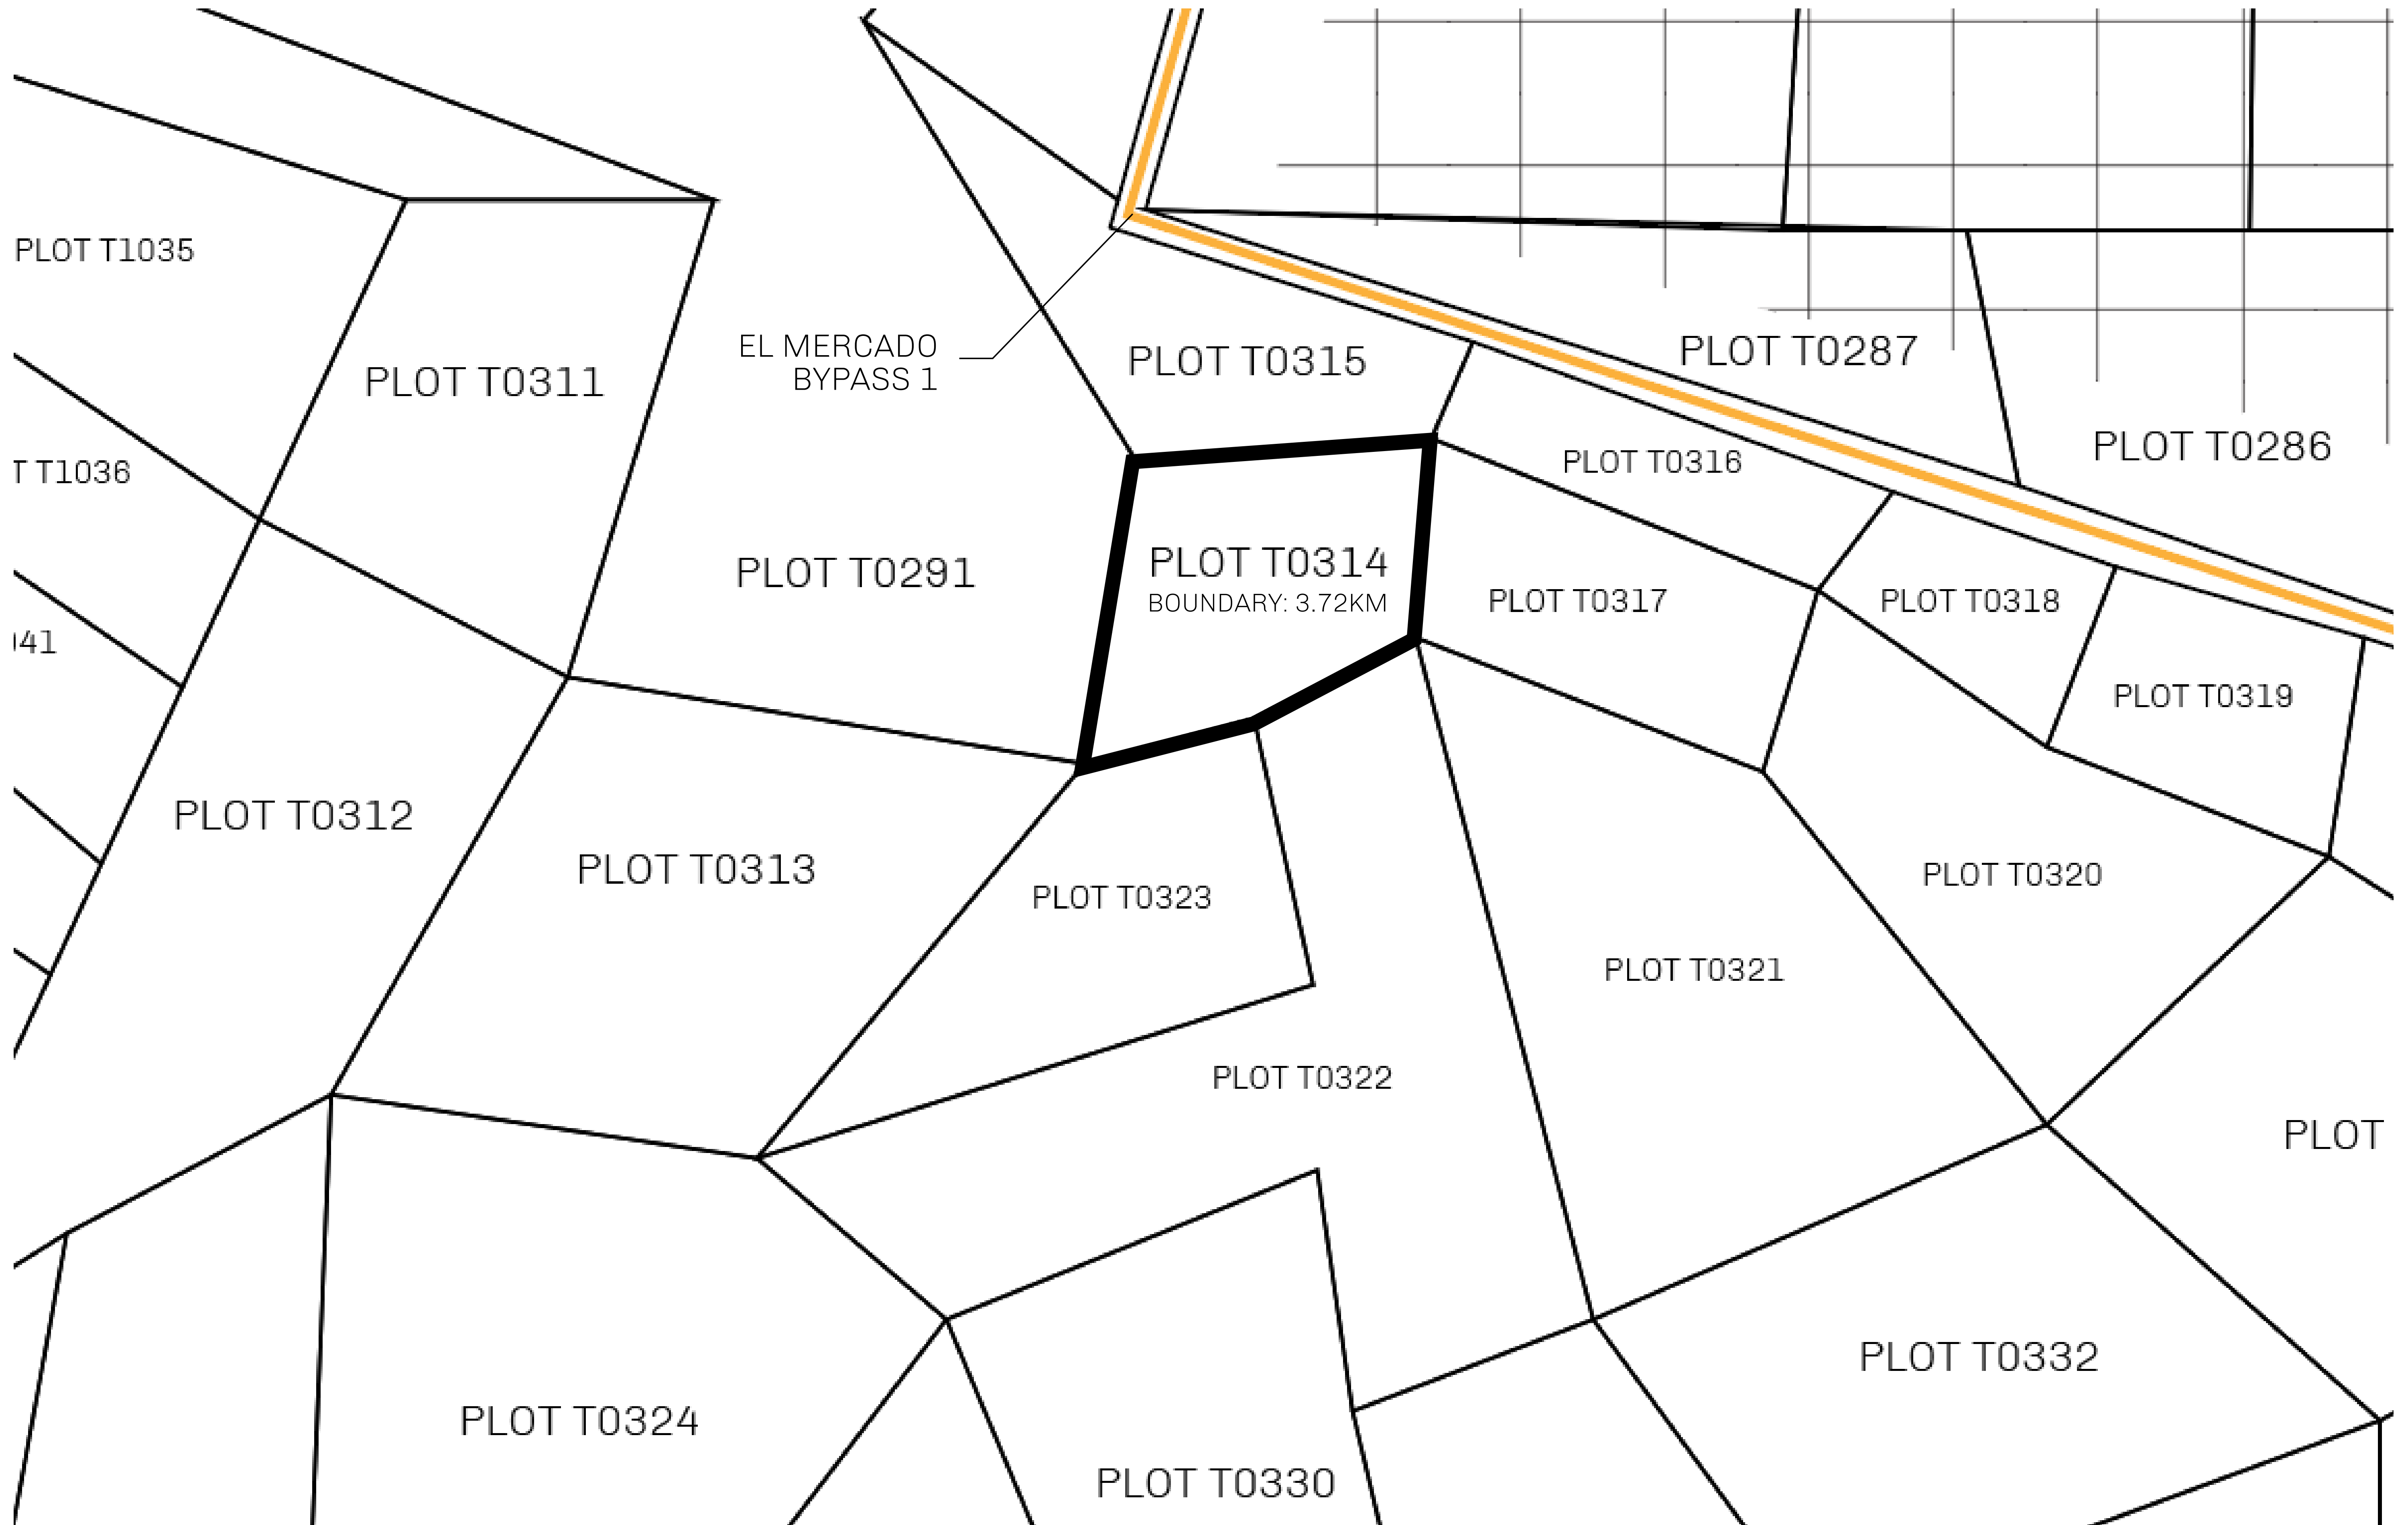 PLOT T1035
PLOT T0311
EL MERCADO
BYPASS 1
PLOT T0315
PLOT T0287
PLOT T0286
T T1036
PLOT T0316
PLOT T0291
PLOT T0314
BOUNDARY: 3.72KM
PLOT T0317
PLOT T0318
41
PLOT T0319
PLOT T0312
PLOT T0313
PLOT T0323
PLOT T0320
PLOT T0321
PLOT T0322
PLOT
PLOT T0332
PLOT T0324
PLOT T0330